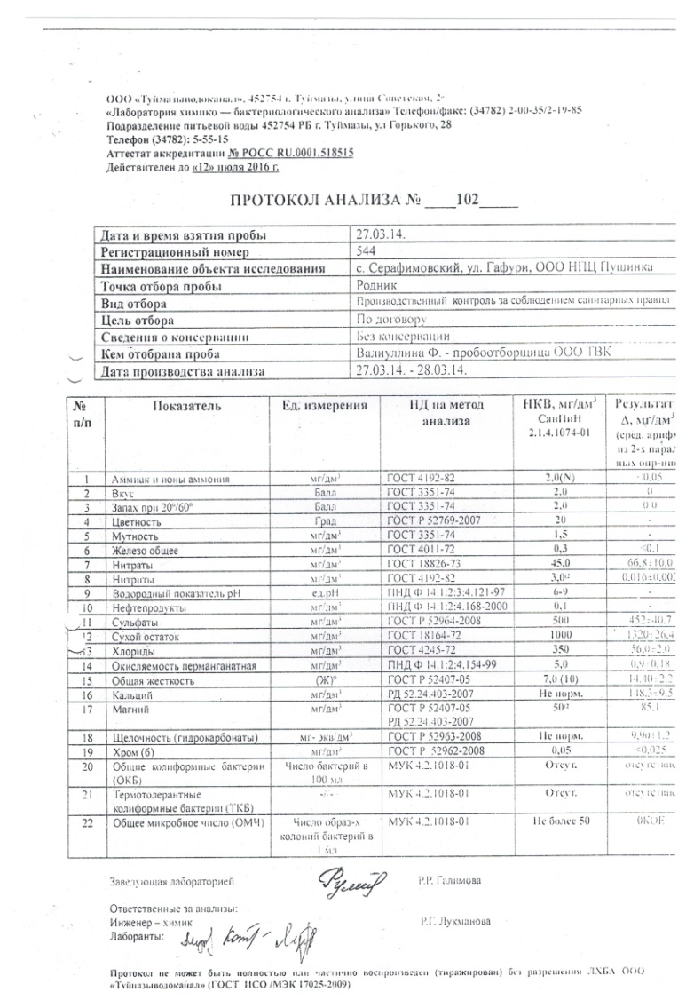 ООО «Туймазыводоканал», 452754 г. Туймазы, улица Советская,
«Лаборатория химико — бактериологического анализа» Телефон/факс: (34782) 2-00-35/2-19-85
Подразделение питьевой воды 452754 РБ г. Туймазы, ул Горького, 28
Телефон (34782): 5-55-15
Аттестат аккредитации № РОСС RU.0001.518515
Действителен до «12» июля 2016 г.
ПРОТОКОЛ АНАЛИЗА № ____102_____
Дата и время взятия пробы 27.03.14.
Регистрационный номер 544
Наименование объекта исследования с. Серафимовский, ул. Гафури, ООО НПЦ Пушинка
Точка отбора пробы Родник
Вид отбора Производственный контроль за соблюдением санитарных правил
Цель отбора По договору
Сведения о консервации Без консервации
Кем отобрана проба Валиуллина Ф. - пробоотборщица ООО ТВК
Дата производства анализа 27.03.14. - 28.03.14.
№ Показатель Ед. измерения НД на метод НКВ, мг/дм³ Результат
п/п анализа СанПиН Δ, мг/дм³
2.1.4.1074-01 (сред. арифм
из 2-х парал
ных опр-ний
1 Аммиак и ионы аммония мг/дм³ ГОСТ 4192-82 2,0(N) <0,05
2 Вкус Балл ГОСТ 3351-74 2,0 0
3 Запах при 20º/60º Балл ГОСТ 3351-74 2,0 0/0
4 Цветность Град ГОСТ Р 52769-2007 20 -
5 Мутность мг/дм³ ГОСТ 3351-74 1,5 -
6 Железо общее мг/дм³ ГОСТ 4011-72 0,3 <0,1
7 Нитраты мг/дм³ ГОСТ 18826-73 45,0 66,8±10,0
8 Нитриты мг/дм³ ГОСТ 4192-82 3,0 0,016±0,002
9 Водородный показатель рН ед.рН ПНД Ф 14.1:2:3:4.121-97 6-9 -
10 Нефтепродукты мг/дм³ ПНД Ф 14.1:2:4.168-2000 0,1 -
11 Сульфаты мг/дм³ ГОСТ Р 52964-2008 500 452±40,7
12 Сухой остаток мг/дм³ ГОСТ 18164-72 1000 1320±26,4
13 Хлориды мг/дм³ ГОСТ 4245-72 350 56,0±2,0
14 Окисляемость перманганатная мг/дм³ ПНД Ф 14.1:2:4.154-99 5,0 0,9±0,18
15 Общая жесткость (Ж)º ГОСТ Р 52407-05 7,0 (10) 14,40±2,2
16 Кальций мг/дм³ РД 52.24.403-2007 Не норм. 148,3±9,5
17 Магний мг/дм³ ГОСТ Р 52407-05 50 85,1
РД 52.24.403-2007
18 Щелочность (гидрокарбонаты) мг- экв/дм³ ГОСТ Р 52963-2008 Не норм. 9,90±1,2
19 Хром (6) мг/дм³ ГОСТ Р 52962-2008 0,05 <0,025
20 Общие колиформные бактерии Число бактерий в МУК 4.2.1018-01 Отсут. отсутствие
(ОКБ) 100 мл
21 Термотолерантные -//- МУК 4.2.1018-01 Отсут. отсутствие
колиформные бактерии (ТКБ)
22 Общее микробное число (ОМЧ) Число образ-х МУК 4.2.1018-01 Не более 50 0КОЕ
колоний бактерий в
1 мл
Заведующая лабораторией Р.Р. Галимова
Ответственные за анализы:
Инженер – химик Р.Г. Лукманова
Лаборанты:
Протокол не может быть полностью или частично воспроизведен (тиражирован) без разрешения ЛХБА ООО
«Туймазыводоканал» (ГОСТ ИСО /МЭК 17025-2009)